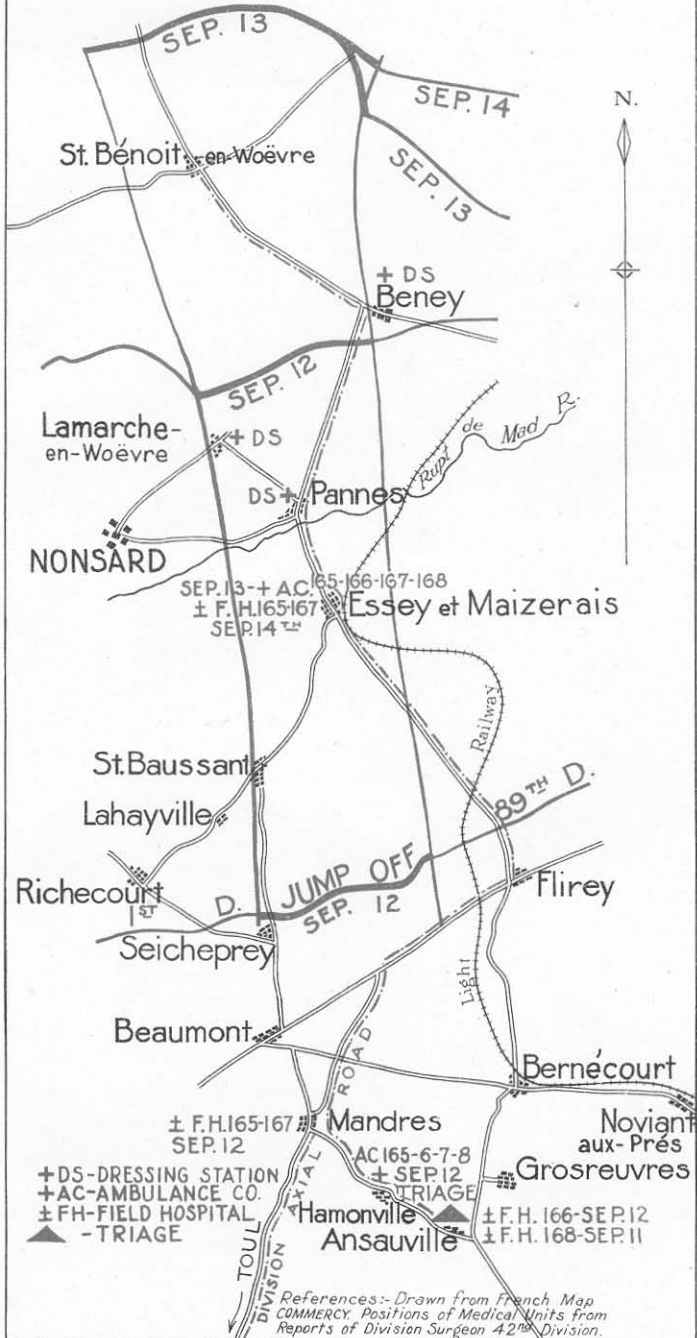 SEP. 13
SEP. 14
N.
SEP. 13
St. Bénoit-en-Woëvre
+ DS
Beney
SEP. 12
Lamarche-
en-Woëvre
+ DS
Rupt de Mad R.
DS +
Pannes
NONSARD
SEP. 13-+ A.C. 165-166-167-168
± F.H. 165-167
SEP. 14TH
Essey et Maizerais
Railway
St. Baussant
Lahayville
89TH D.
JUMP OFF
SEP. 12
Richecourt
1ST D.
Flirey
Seicheprey
Light
Beaumont
ROAD
Bernécourt
± F.H. 165-167
SEP. 12
Mandres
Noviant
aux-Prés
AC 165-6-7-8
± SEP. 12
TRIAGE
Grosreuvres
+DS-DRESSING STATION
+AC-AMBULANCE CO.
±FH-FIELD HOSPITAL
▲ -TRIAGE
AXIAL
Hamonville
Ansauville
± F.H. 166-SEP. 12
± F.H. 168-SEP. 11
TOUL
DIVISION
References:- Drawn from French Map
COMMERCY. Positions of Medical Units from
Reports of Division Surgeon 42nd Division.